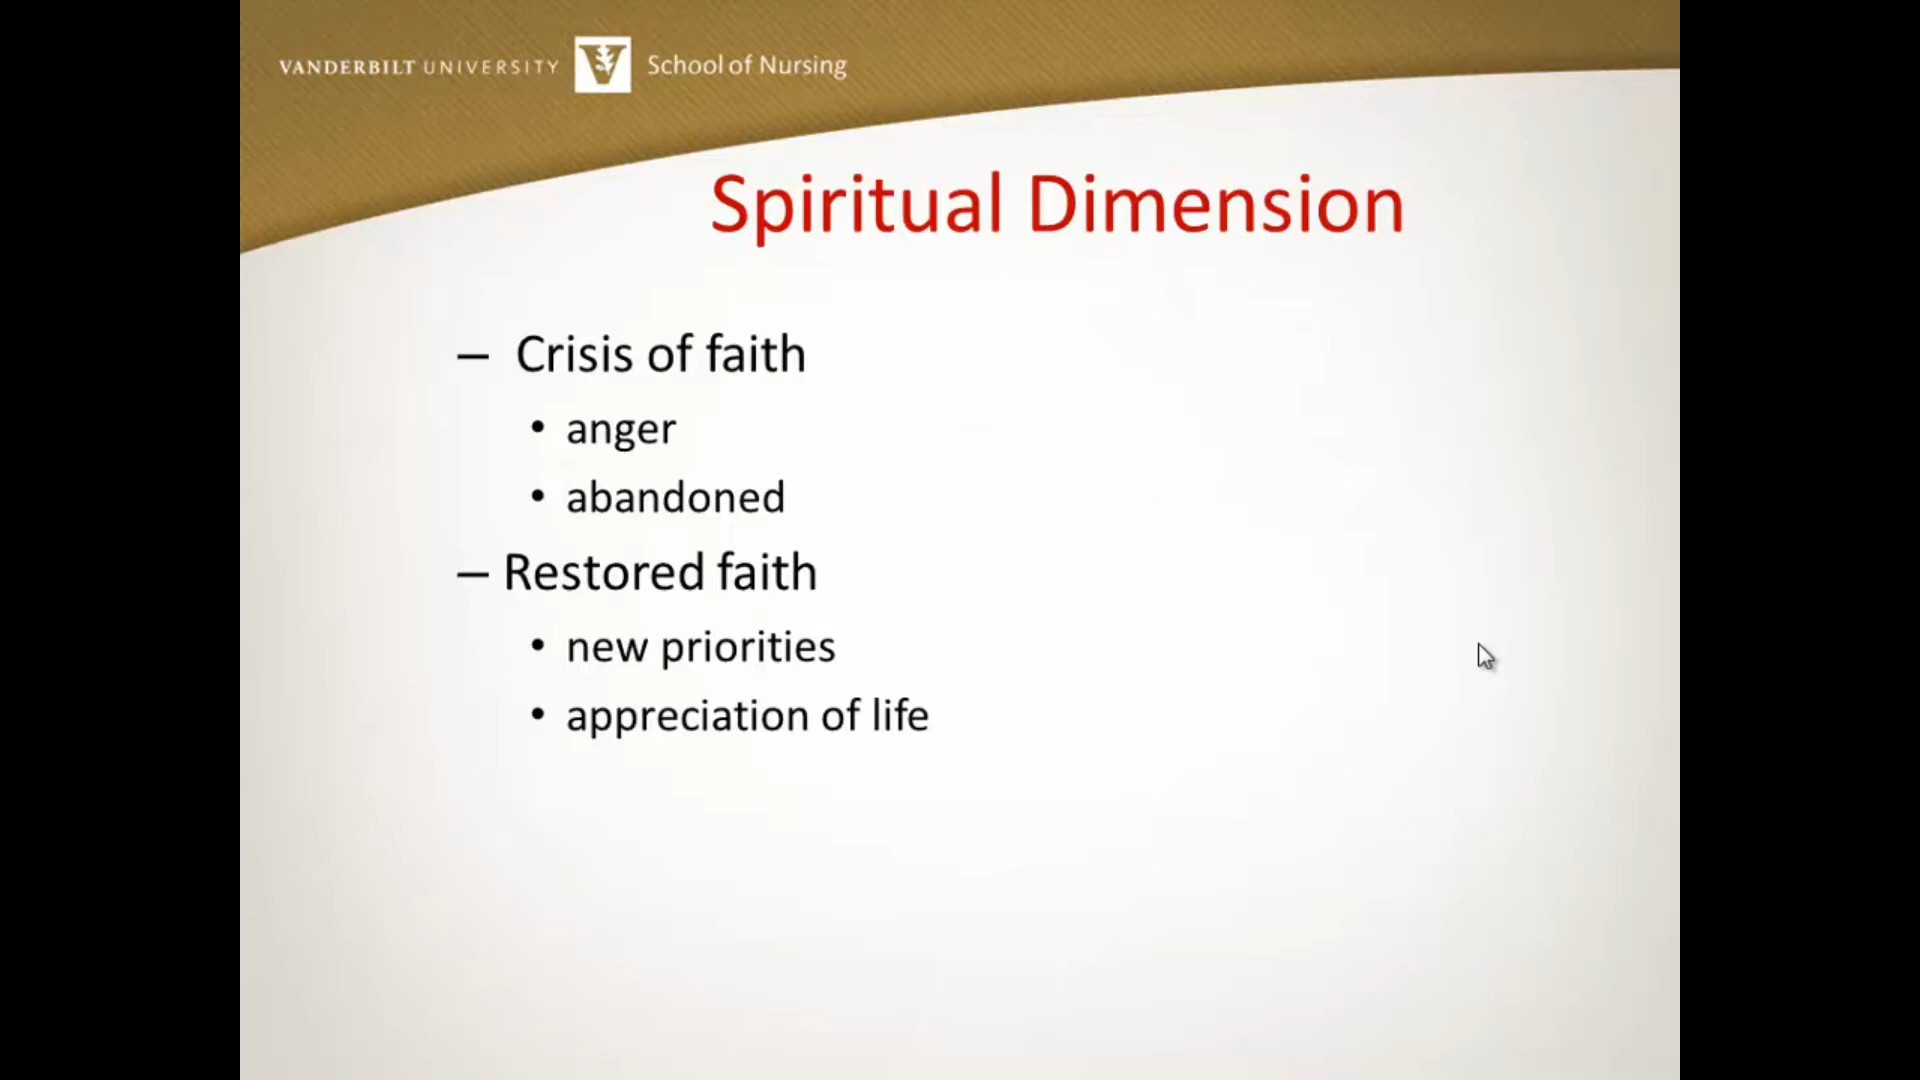 VANDERBILT UNIVERSITY V School of Nursing
Spiritual Dimension
– Crisis of faith
• anger
• abandoned
– Restored faith
• new priorities
• appreciation of life